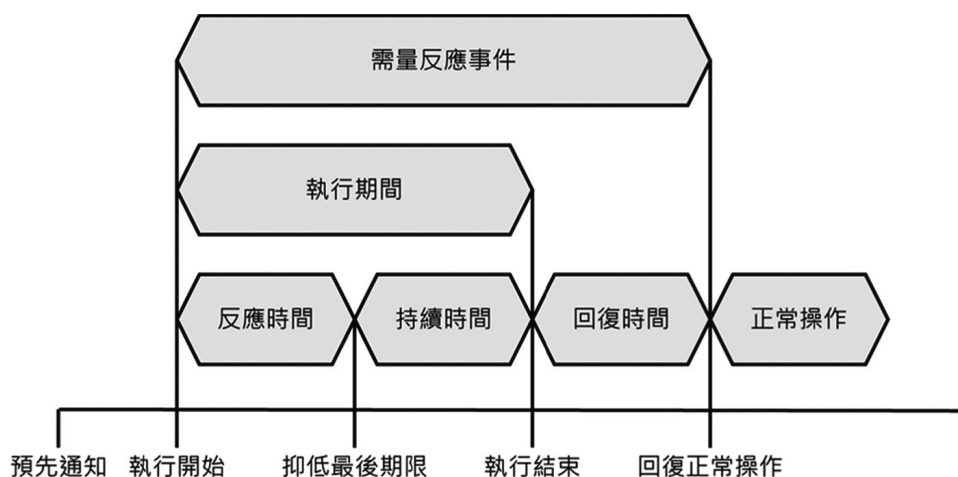 需量反應事件
執行期間
反應時間
持續時間
回復時間
正常操作
預先通知
執行開始
抑低最後期限
執行結束
回復正常操作